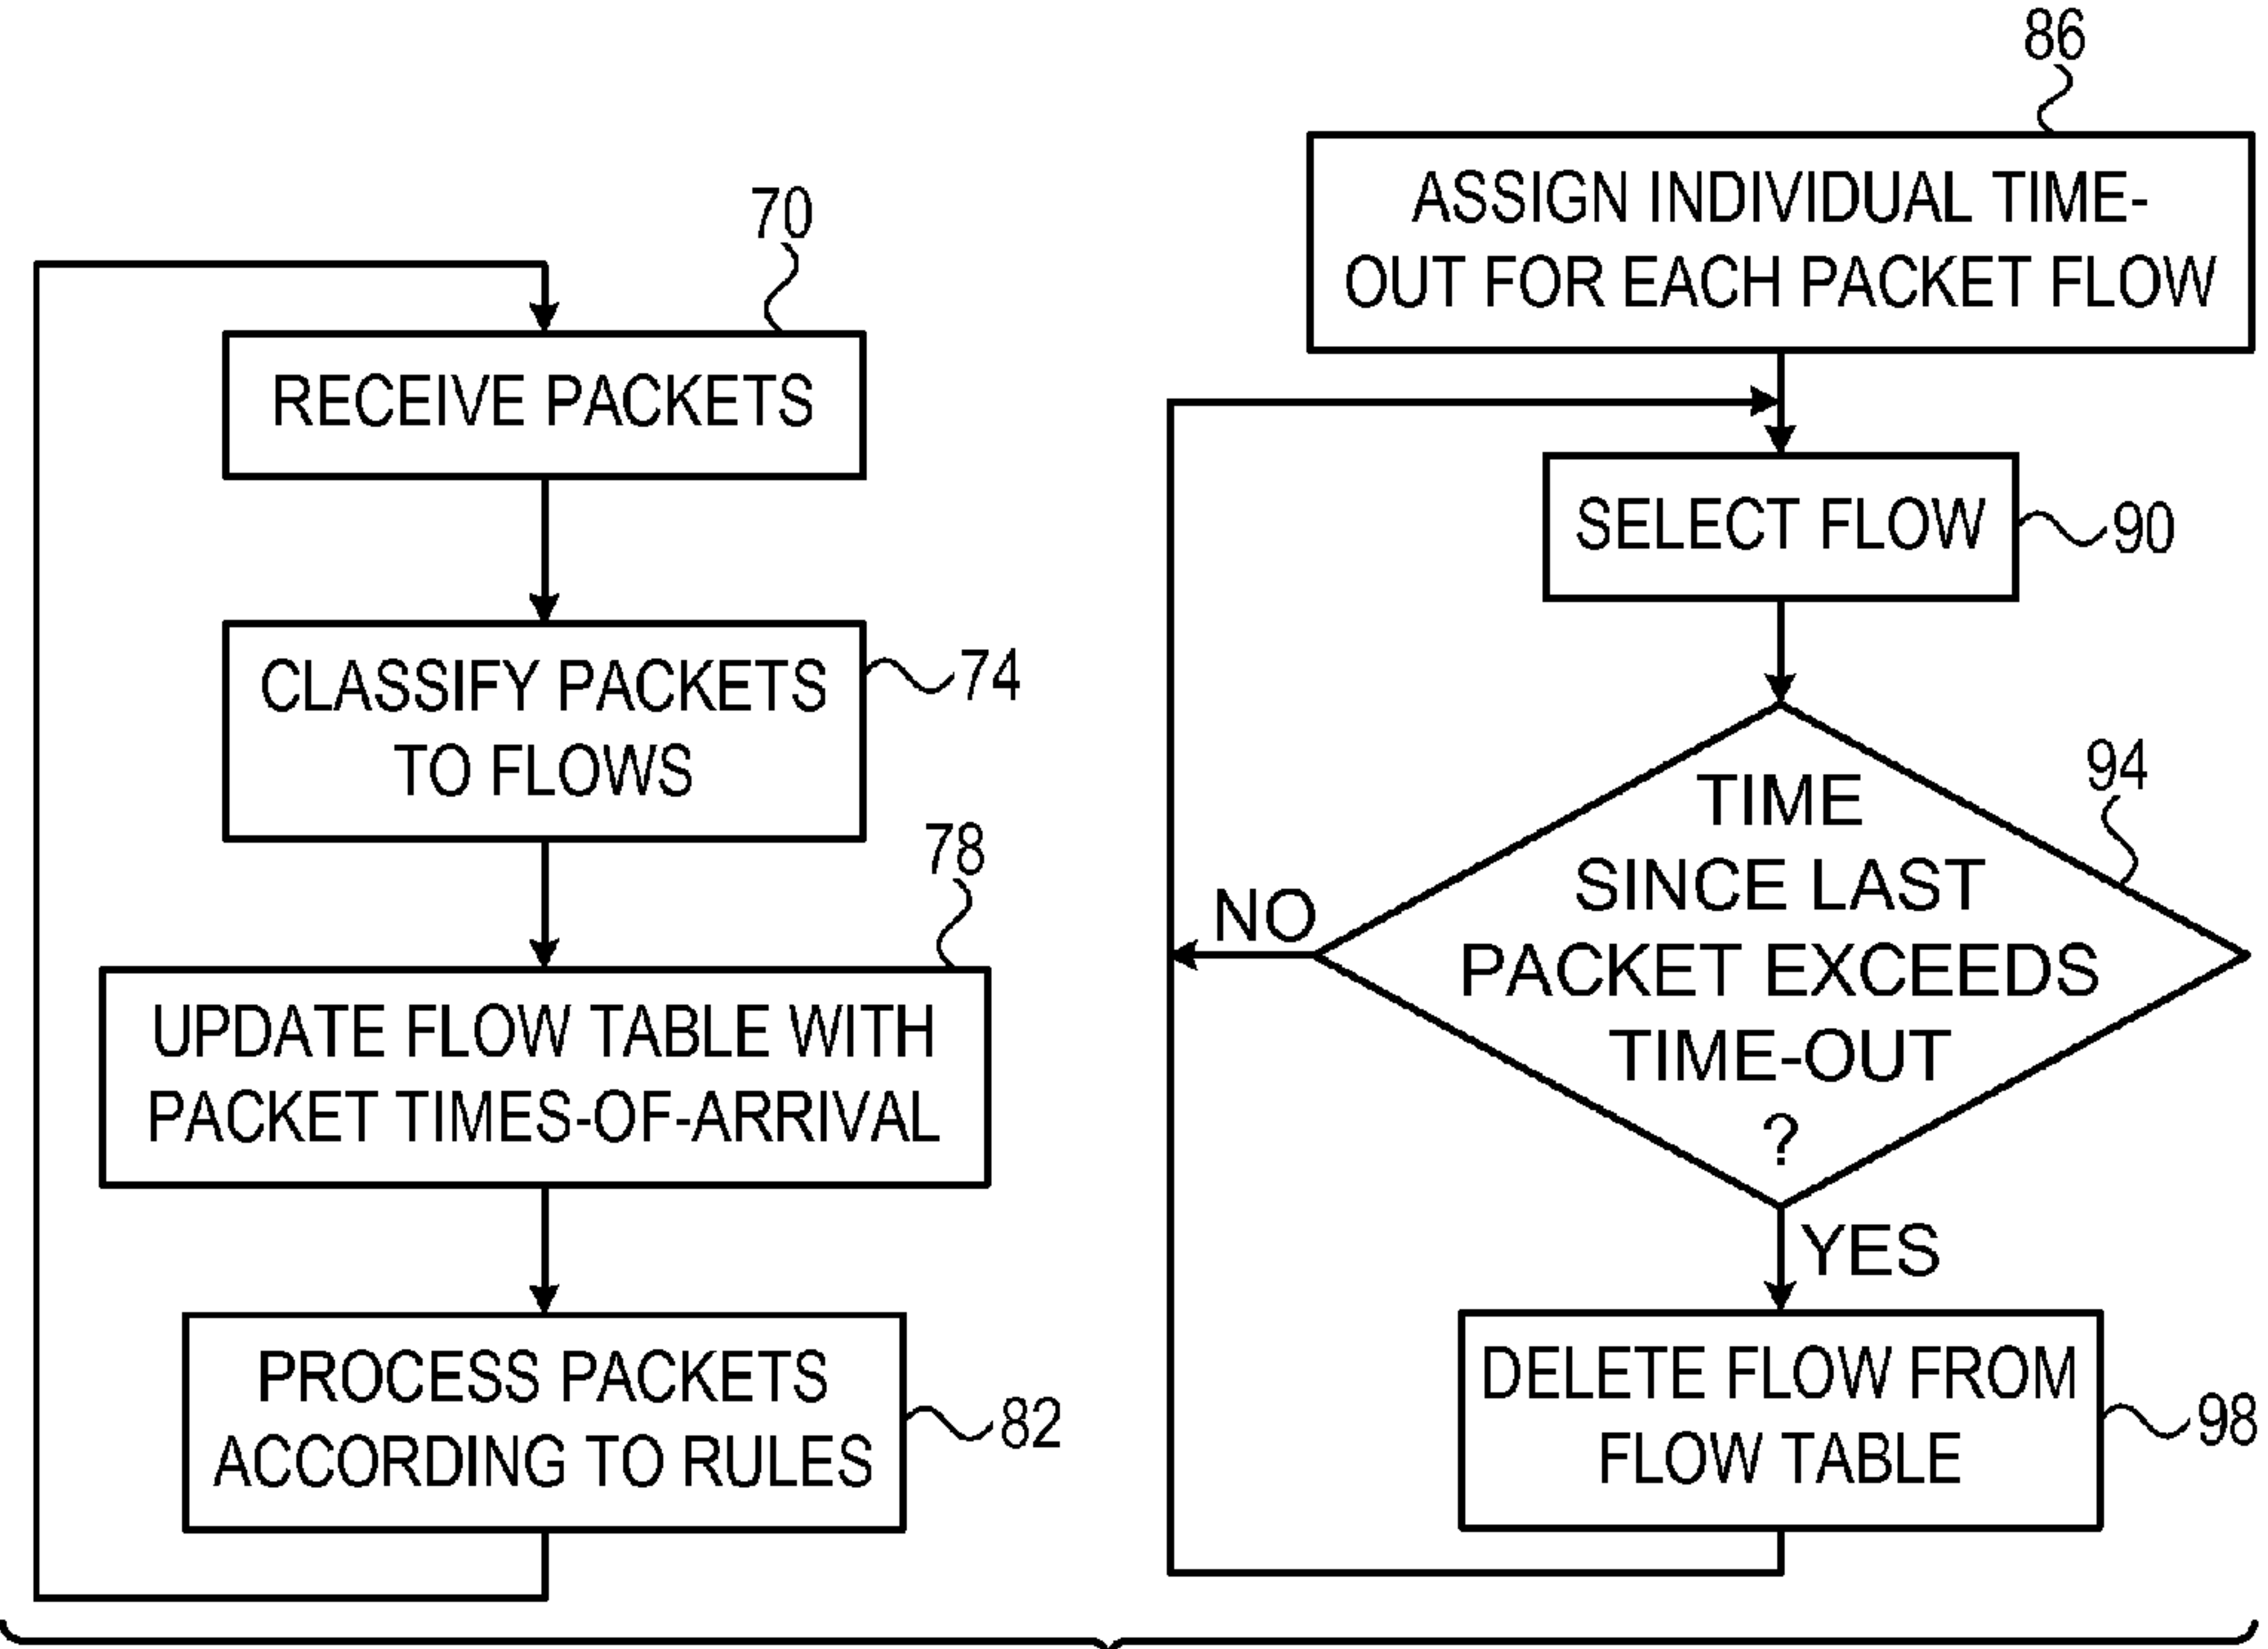 70
RECEIVE PACKETS
CLASSIFY PACKETS
TO FLOWS
74
78
UPDATE FLOW TABLE WITH
PACKET TIMES-OF-ARRIVAL
PROCESS PACKETS
ACCORDING TO RULES
82
86
ASSIGN INDIVIDUAL TIME-
OUT FOR EACH PACKET FLOW
SELECT FLOW
90
94
TIME
SINCE LAST
PACKET EXCEEDS
TIME-OUT
?
NO
YES
DELETE FLOW FROM
FLOW TABLE
98